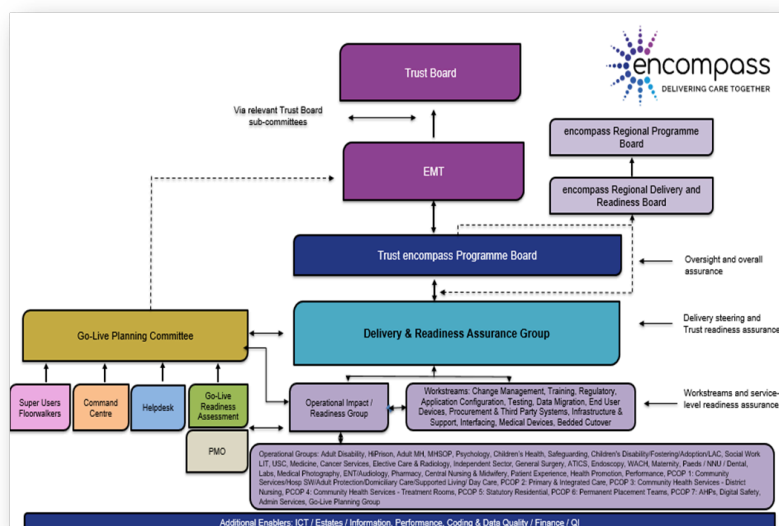 Trust Board
encompass
DELIVERING CARE TOGETHER
Via relevant Trust Board
sub-committees
encompass Regional Programme
Board
EMT
encompass Regional Delivery and
Readiness Board
Trust encompass Programme Board
Oversight and overall
assurance
Go-Live Planning Committee
Delivery & Readiness Assurance Group
Delivery steering and
Trust readiness assurance
Super Users
Floorwalkers
Command
Centre
Helpdesk
Go-Live
Readiness
Assessment
Operational Impact /
Readiness Group
Workstreams: Change Management, Training, Regulatory,
Application Configuration, Testing, Data Migration, End User
Devices, Procurement & Third Party Systems, Infrastructure &
Support, Interfacing, Medical Devices, Bedded Cutover
Workstreams and service-
level readiness assurance
PMO
Operational Groups: Adult Disability, HiPrison, Adult MH, MHSOP, Psychology, Children's Health, Safeguarding, Children's Disability/Fostering/Adoption/LAC, Social Work
LIT, USC, Medicine, Cancer Services, Elective Care & Radiology, Independent Sector, General Surgery, ATICS, Endoscopy, WACH, Maternity, Paeds / NNU / Dental,
Labs, Medical Photography, ENT/Audiology, Pharmacy, Central Nursing & Midwifery, Patient Experience, Health Promotion, Performance, PCOP 1: Community
Services/Hosp SW/Adult Protection/Domiciliary Care/Supported Living/ Day Care, PCOP 2: Primary & Integrated Care, PCOP 3: Community Health Services - District
Nursing, PCOP 4: Community Health Services - Treatment Rooms, PCOP 5: Statutory Residential, PCOP 6: Permanent Placement Teams, PCOP 7: AHPs, Digital Safety,
Admin Services, Go-Live Planning Group
Additional Enablers: ICT / Estates / Information, Performance, Coding & Data Quality / Finance / QI